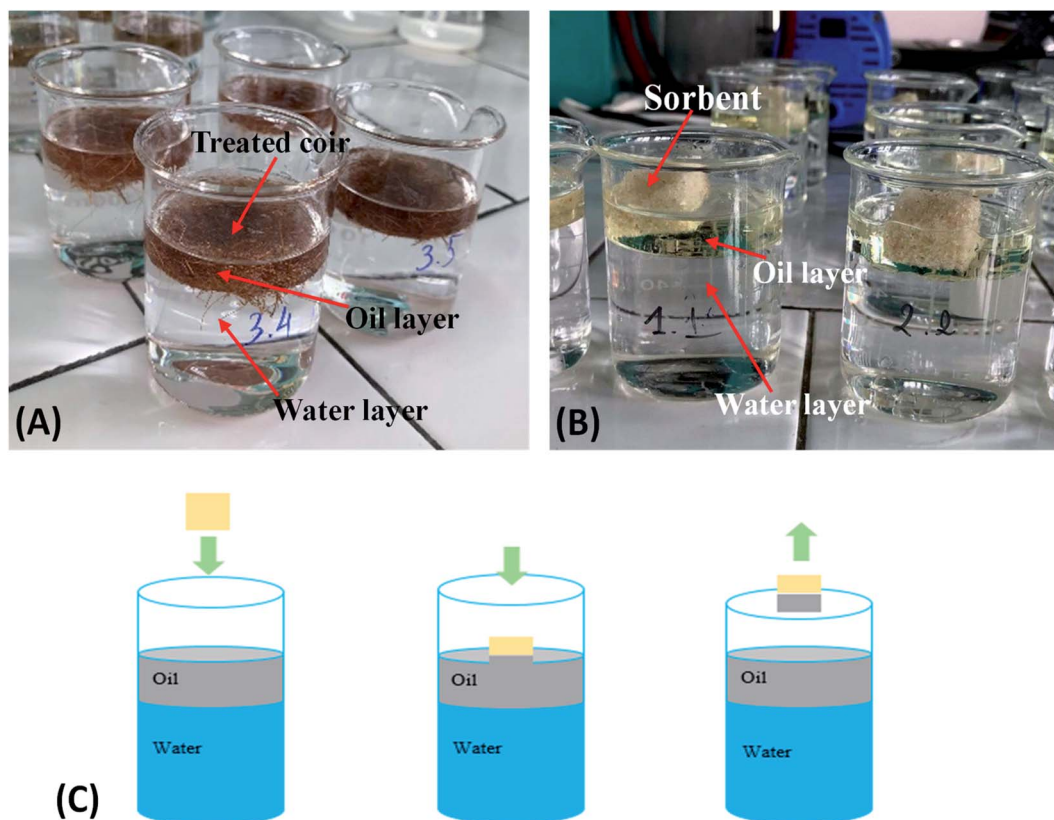 Treated coir
Oil layer
3.4
3.5
Water layer
(A)
Sorbent
Oil layer
2.2
Water layer
(B)
Oil
Water
Oil
Water
Oil
Water
(C)